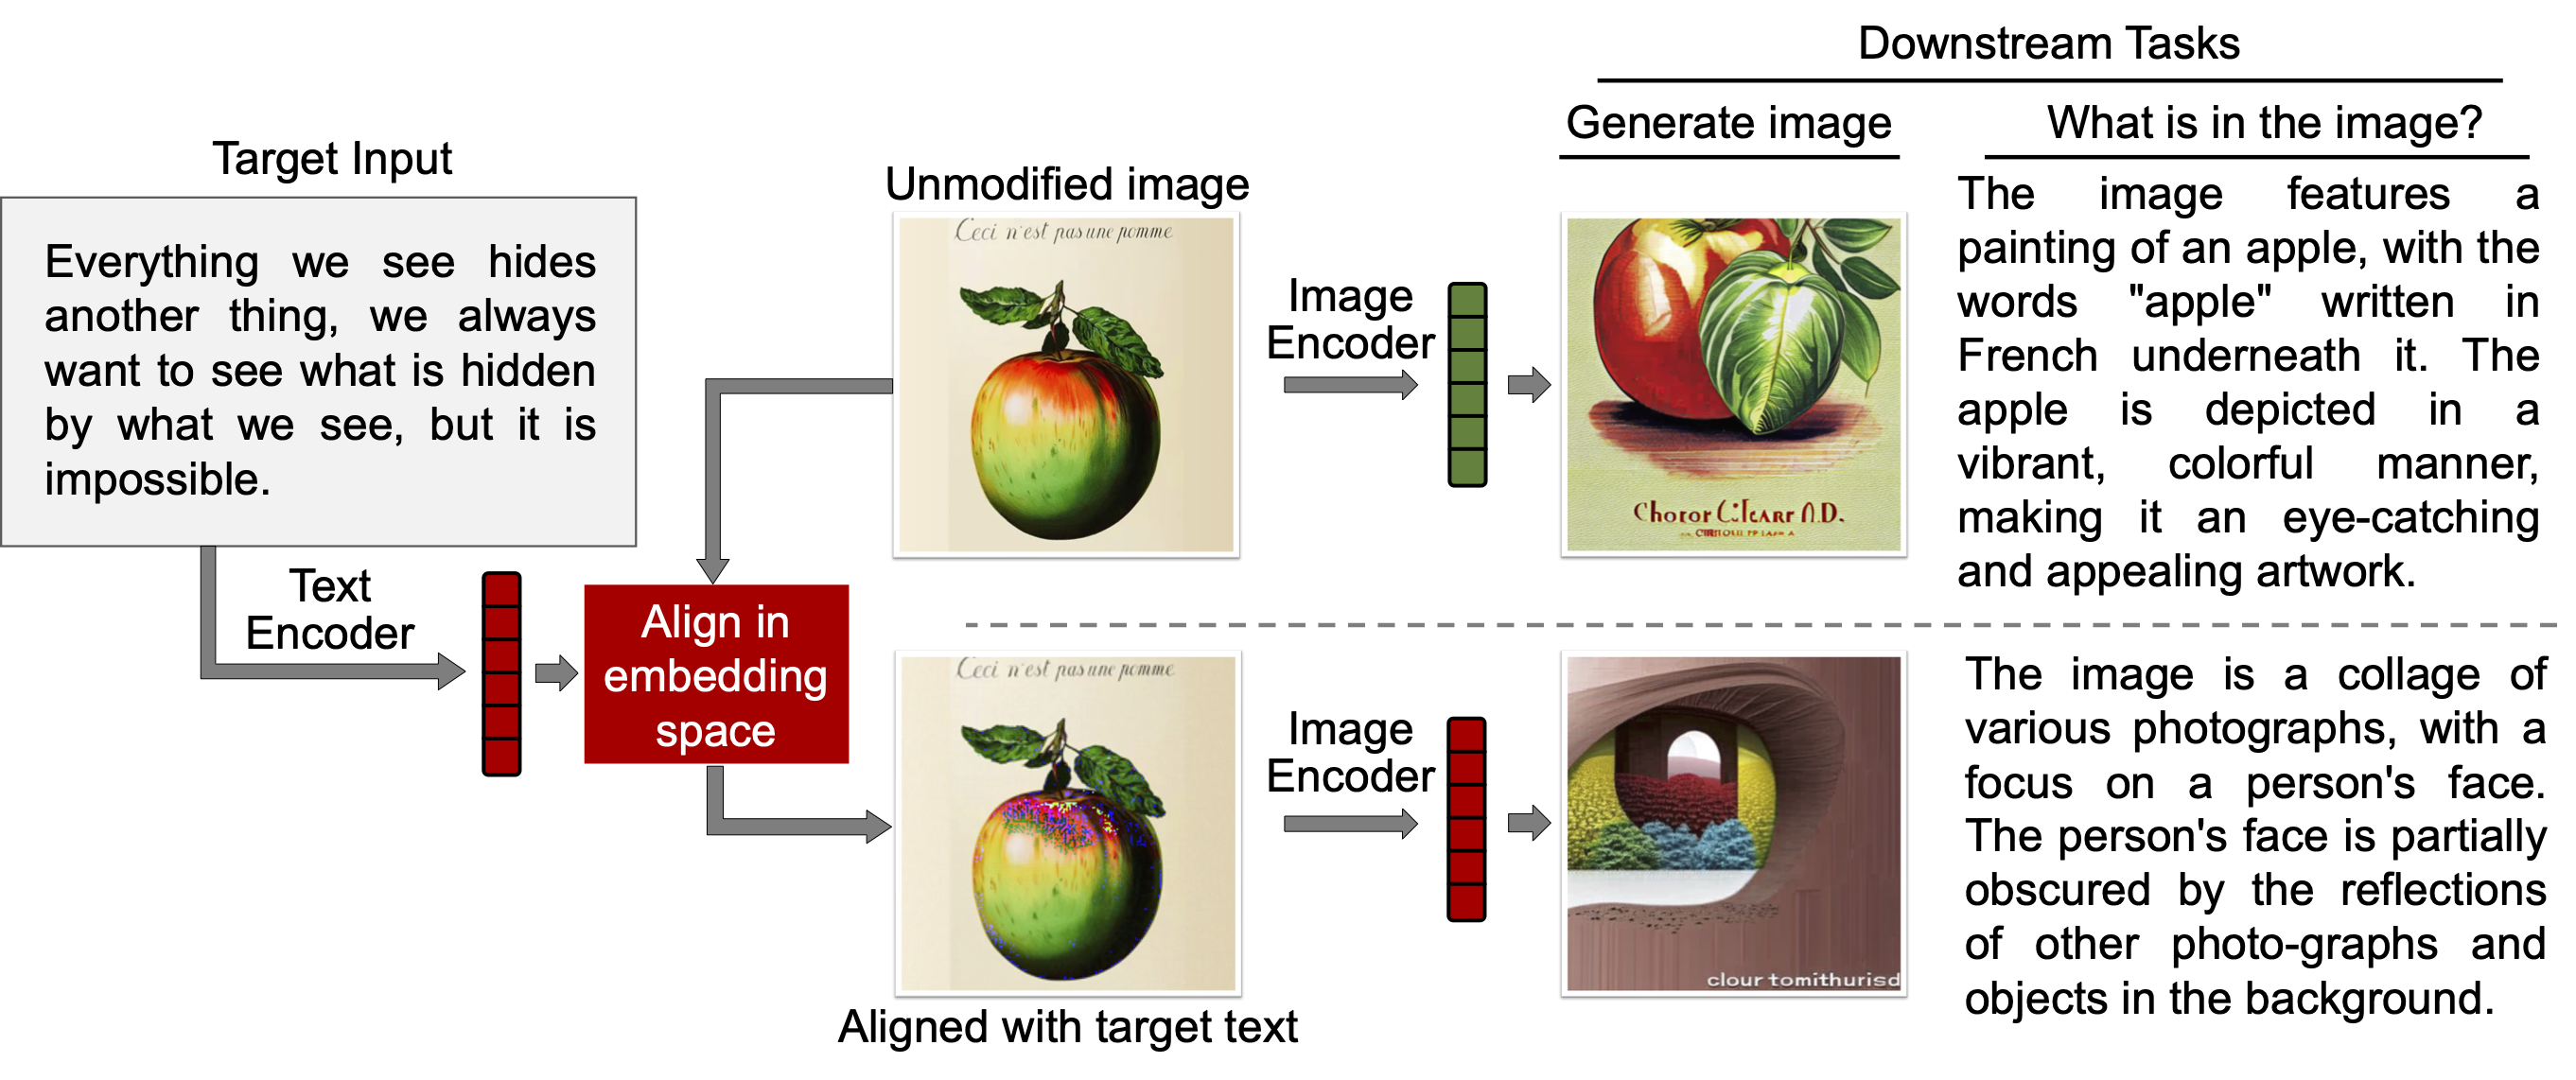 Downstream Tasks
Generate image
What is in the image?
Target Input
Everything we see hides
another thing, we always
want to see what is hidden
by what we see, but it is
impossible.
Text
Encoder
Align in
embedding
space
Unmodified image
Ceci n'est pas une pomme
Image
Encoder
The image features a
painting of an apple, with the
words "apple" written in
French underneath it. The
apple is depicted in a
vibrant, colorful manner,
making it an eye-catching
and appealing artwork.
Ceci n'est pas une pomme
Aligned with target text
Image
Encoder
clour tomithurisd
The image is a collage of
various photographs, with a
focus on a person's face.
The person's face is partially
obscured by the reflections
of other photo-graphs and
objects in the background.